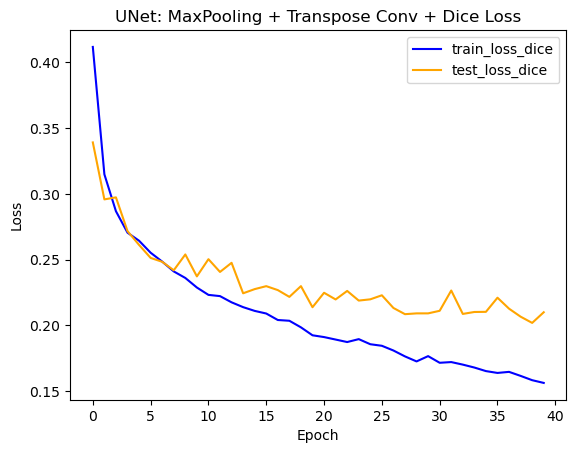 UNet: MaxPooling + Transpose Conv + Dice Loss
train_loss_dice
test_loss_dice
0.40
0.35
0.30
0.25
0.20
0.15
Loss
0 5 10 15 20 25 30 35 40
Epoch